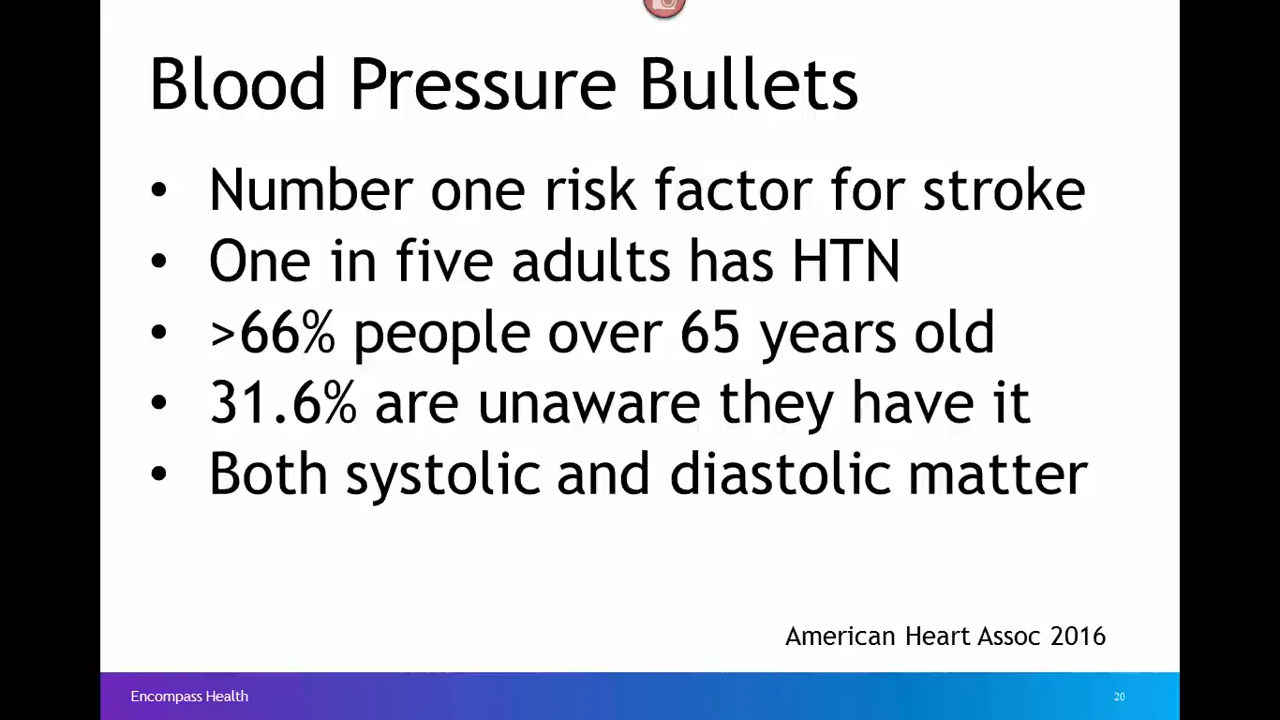 Blood Pressure Bullets
• Number one risk factor for stroke
• One in five adults has HTN
• >66% people over 65 years old
• 31.6% are unaware they have it
• Both systolic and diastolic matter
American Heart Assoc 2016
Encompass Health
20